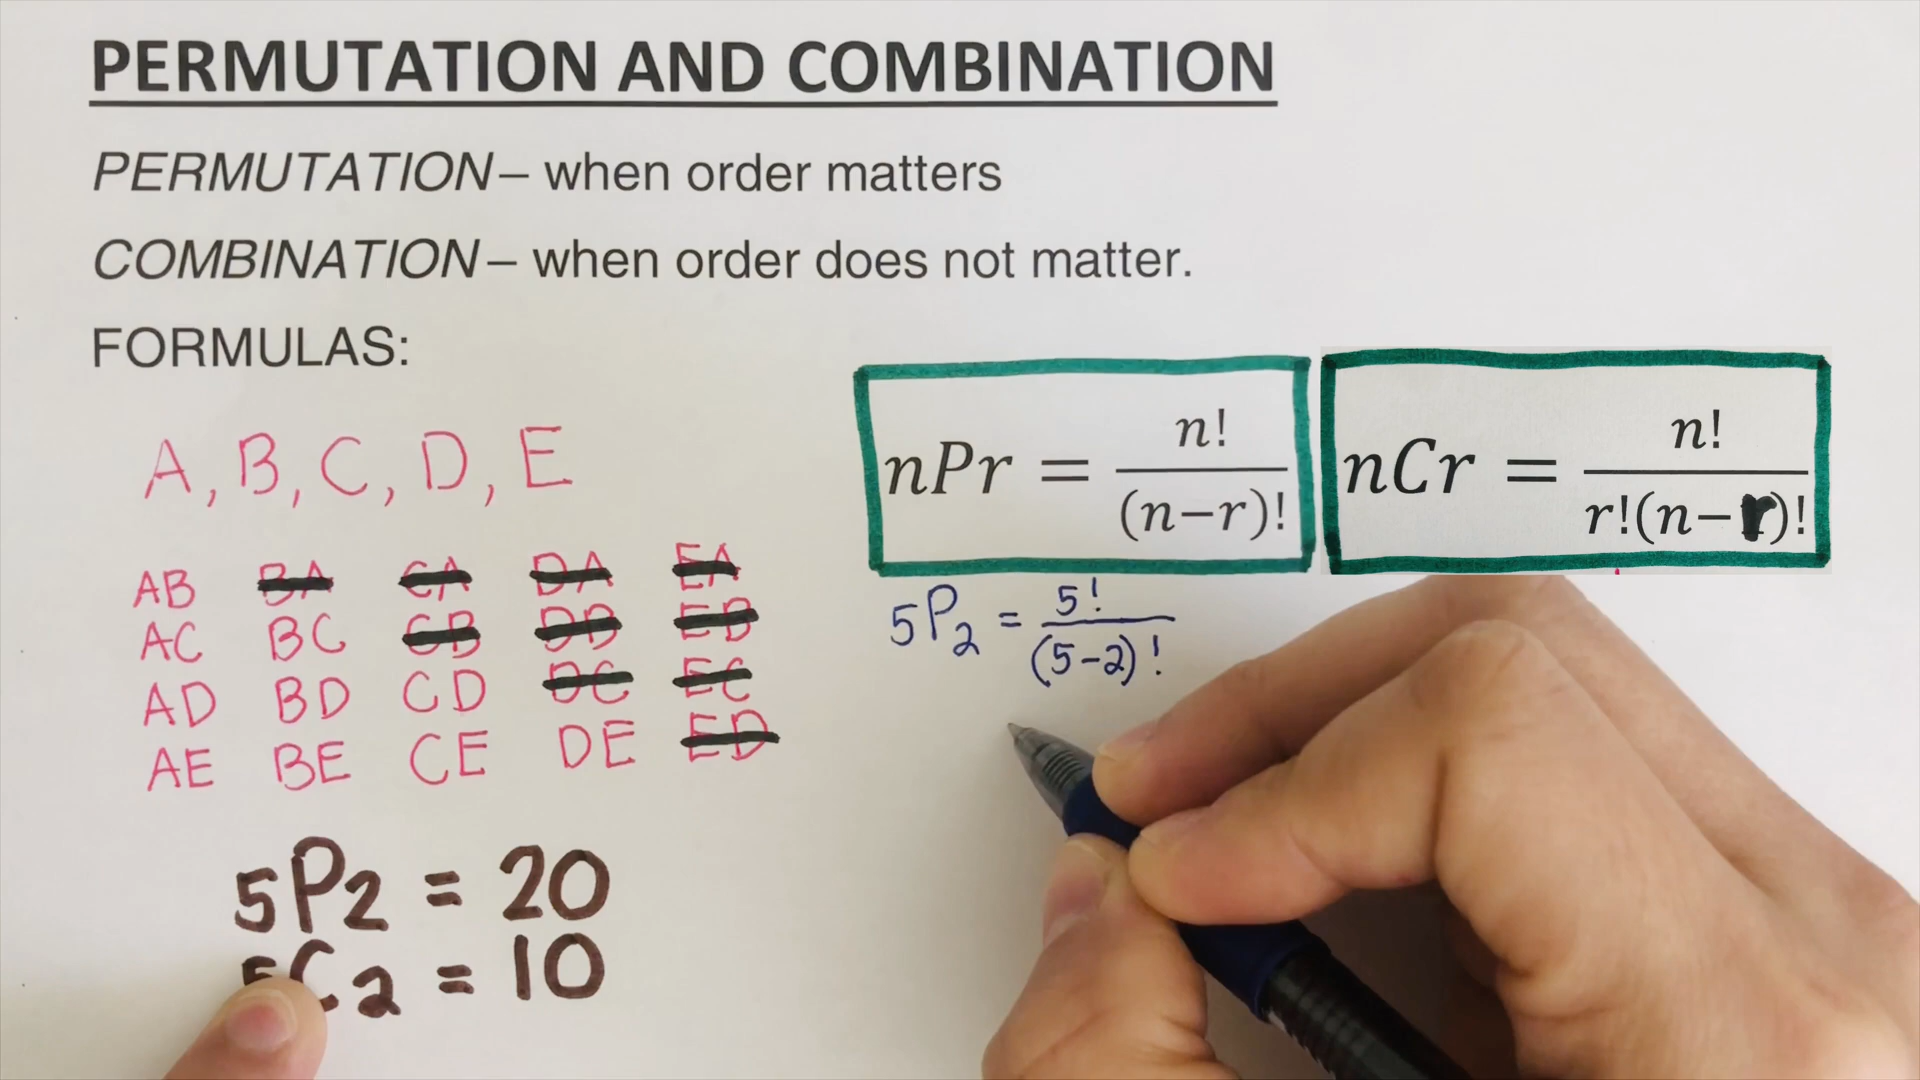 PERMUTATION AND COMBINATION
PERMUTATION – when order matters
COMBINATION – when order does not matter.
FORMULAS:
A, B, C, D, E
nPr = n! / (n−r)!
nCr = n! / r!(n−r)!
AB BA CA DA EA
AC BC CB DB EB
AD BD CD DC EC
AE BE CE DE ED
5P2 = 5! / (5-2)!
5P2 = 20
5C2 = 10